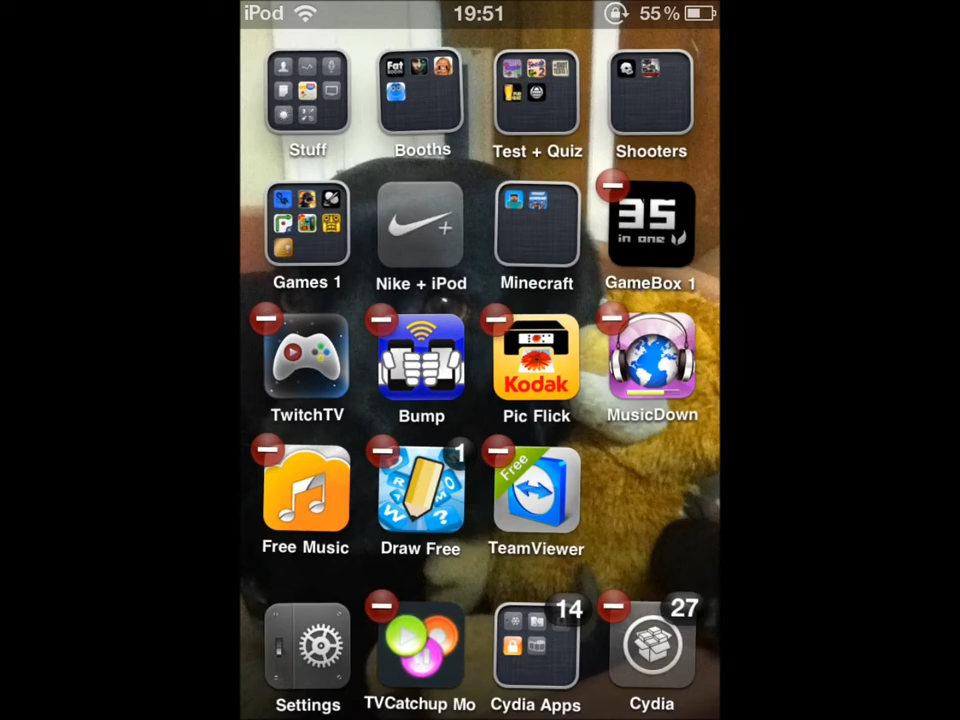 iPod 19:51 55%
Fat
Stuff Booths Test + Quiz Shooters
35
in one
Games 1 Nike + iPod Minecraft GameBox 1
Kodak
TwitchTV Bump Pic Flick MusicDown
1
Free
Free Music Draw Free TeamViewer
14 27
Settings TVCatchup Mo Cydia Apps Cydia